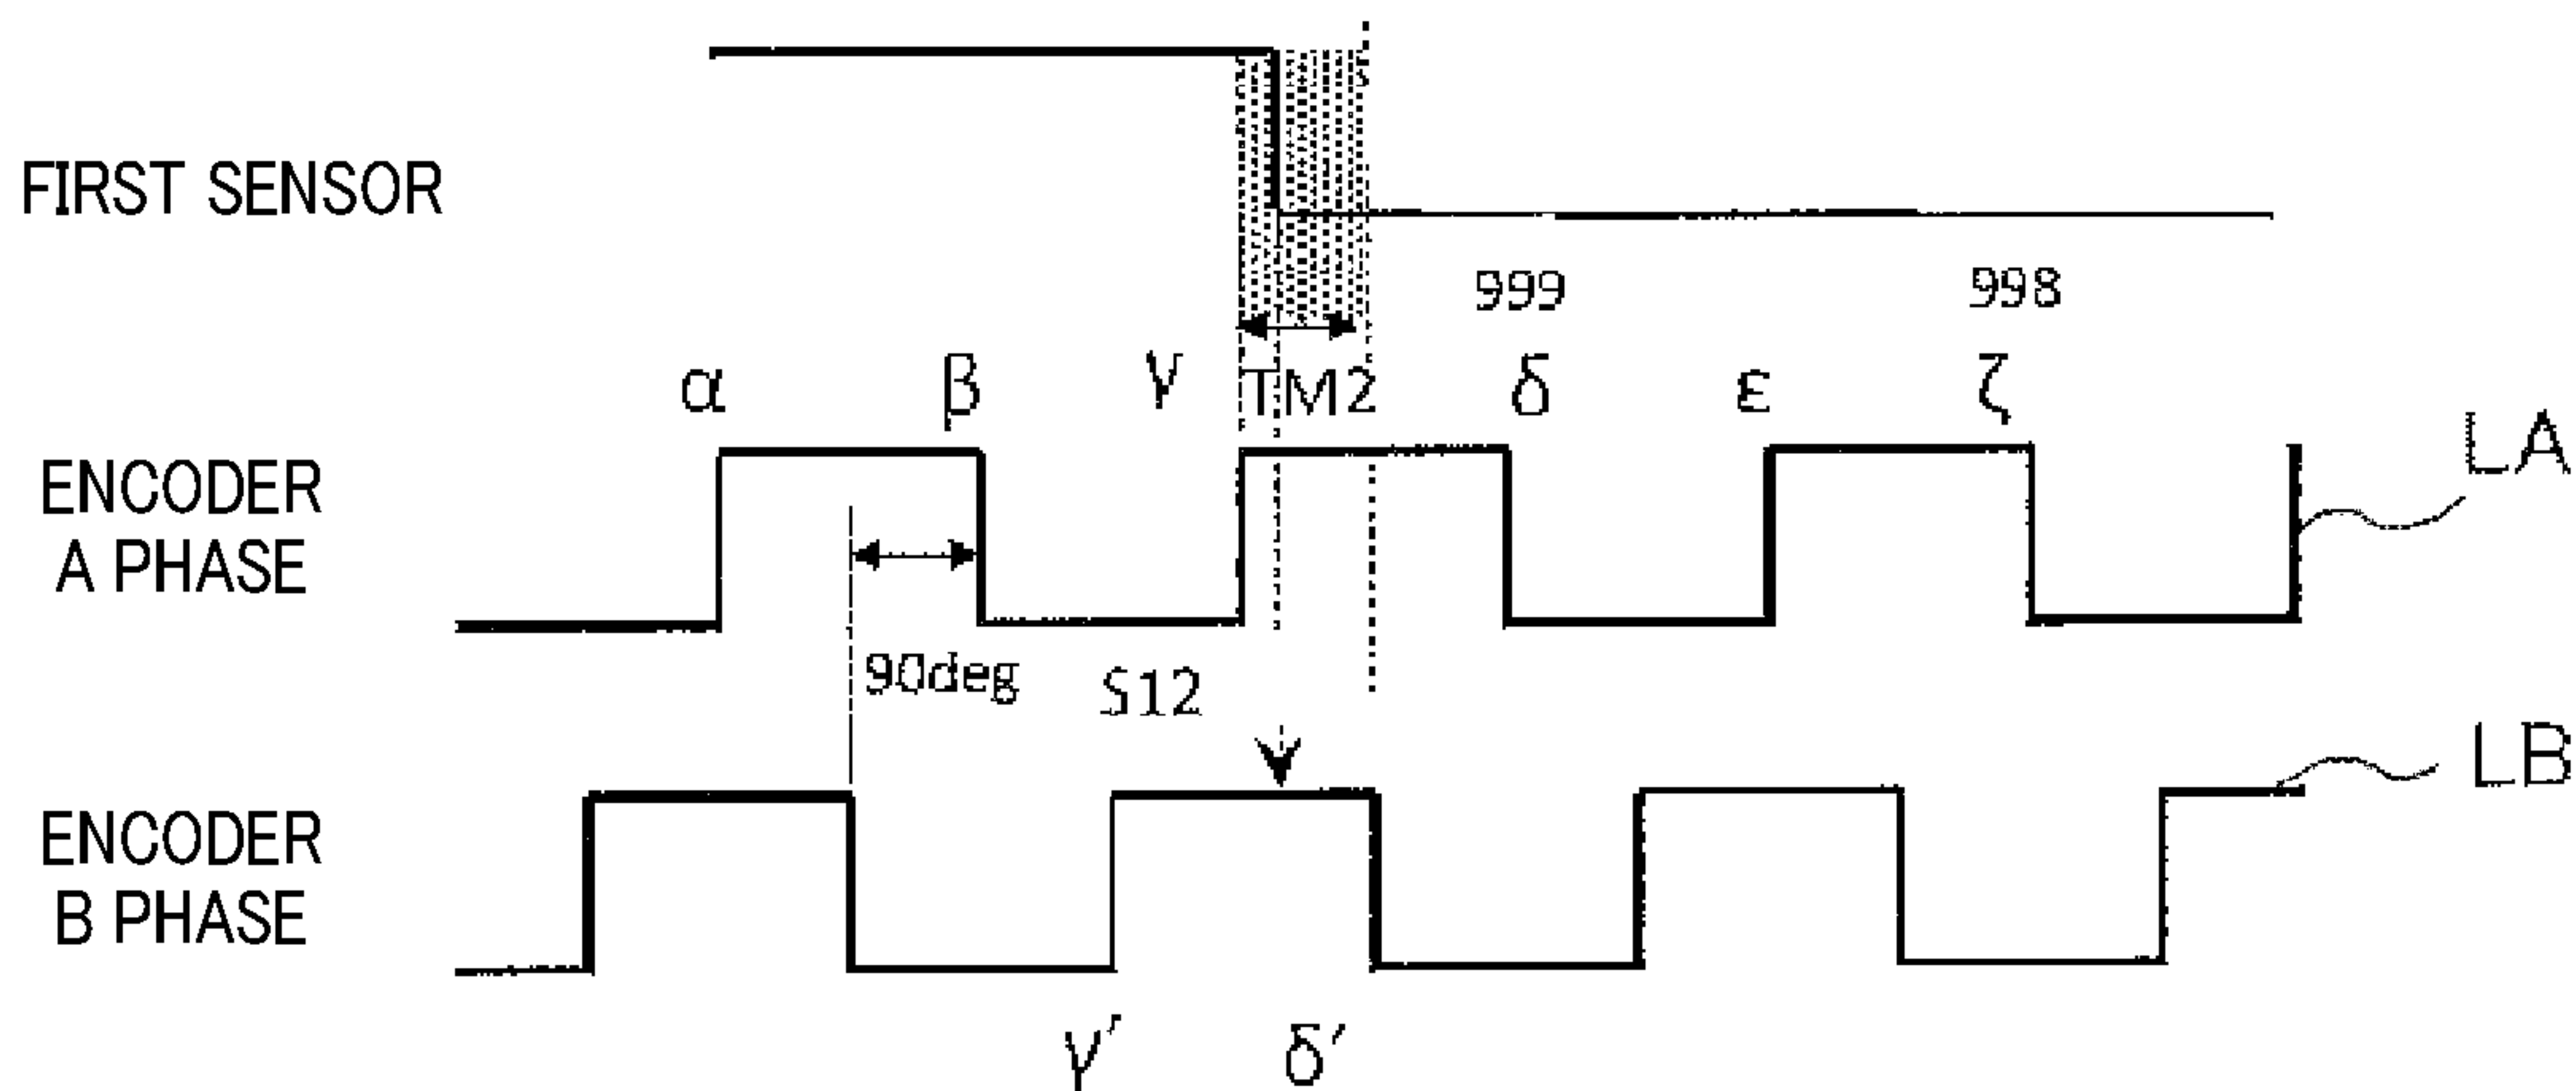 FIRST SENSOR
999 998
α β γ TM2 δ ε ζ
LA
ENCODER
A PHASE
90deg S12
LB
ENCODER
B PHASE
γ′ δ′